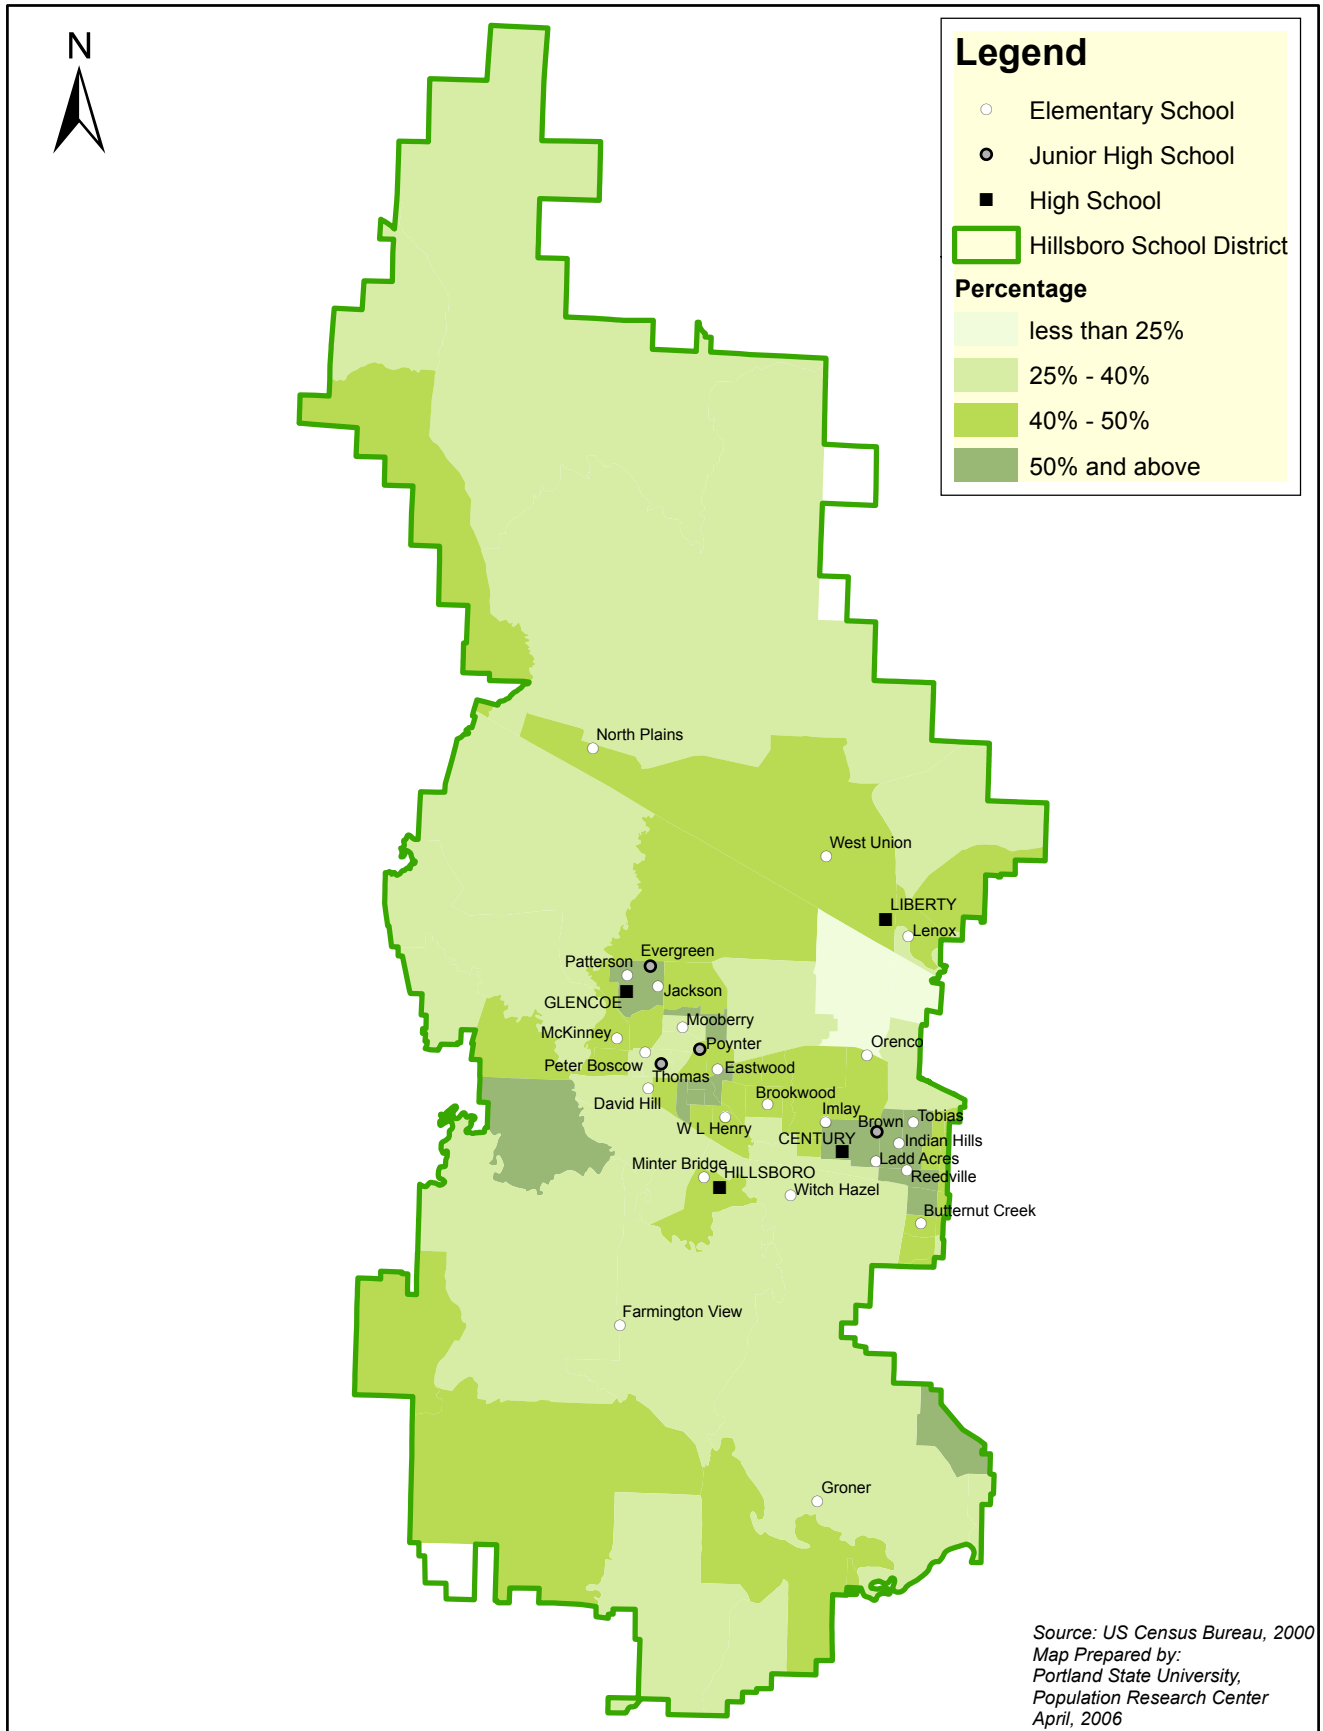 N
Legend
Elementary School
Junior High School
High School
Hillsboro School District
Percentage
less than 25%
25% - 40%
40% - 50%
50% and above
North Plains
West Union
LIBERTY
Lenox
Evergreen
Patterson
Jackson
GLENCOE
Mooberry
McKinney
Poynter
Orenco
Peter Boscow
Eastwood
Thomas
David Hill
Brookwood
Imlay
Tobias
Brown
W L Henry
CENTURY
Indian Hills
Ladd Acres
Minter Bridge
HILLSBORO
Reedville
Witch Hazel
Butternut Creek
Farmington View
Groner
Source: US Census Bureau, 2000
Map Prepared by:
Portland State University,
Population Research Center
April, 2006